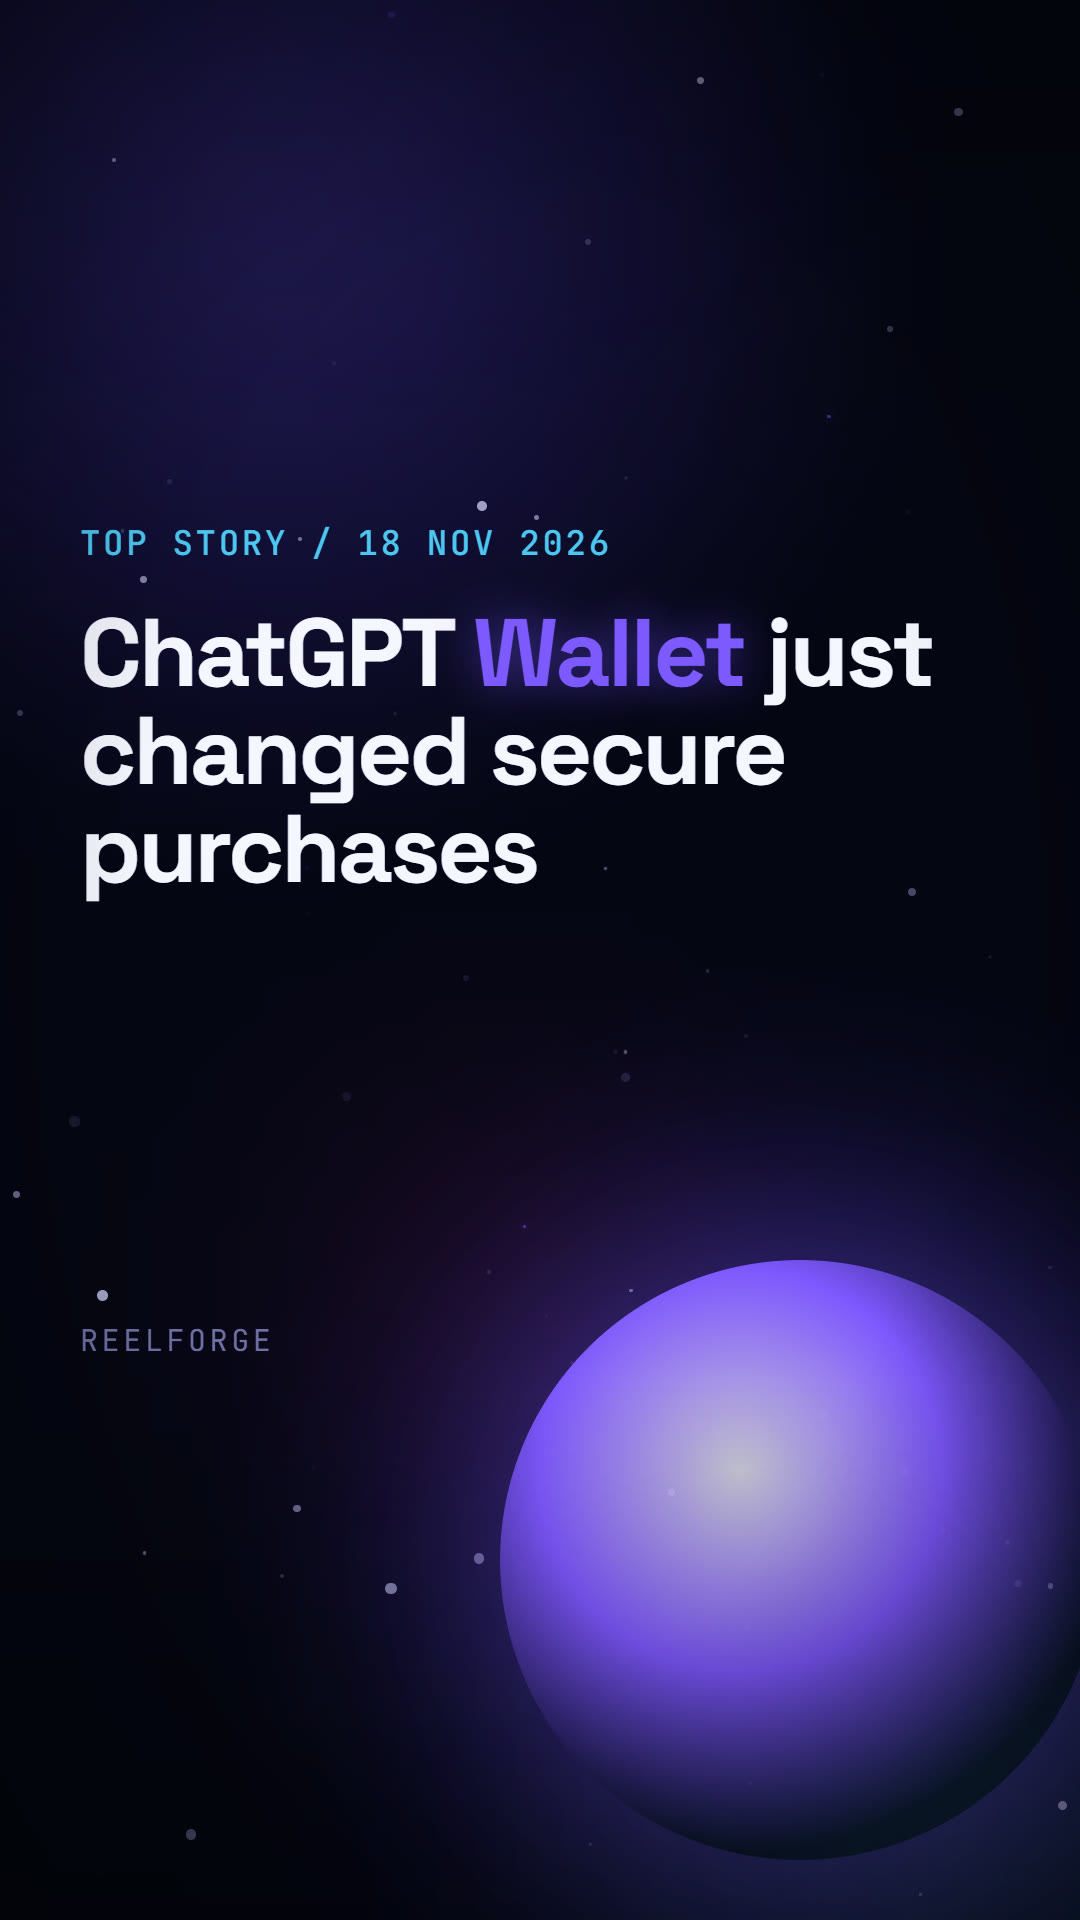 TOP STORY / 18 NOV 2026
ChatGPT Wallet just
changed secure
purchases
REELFORGE